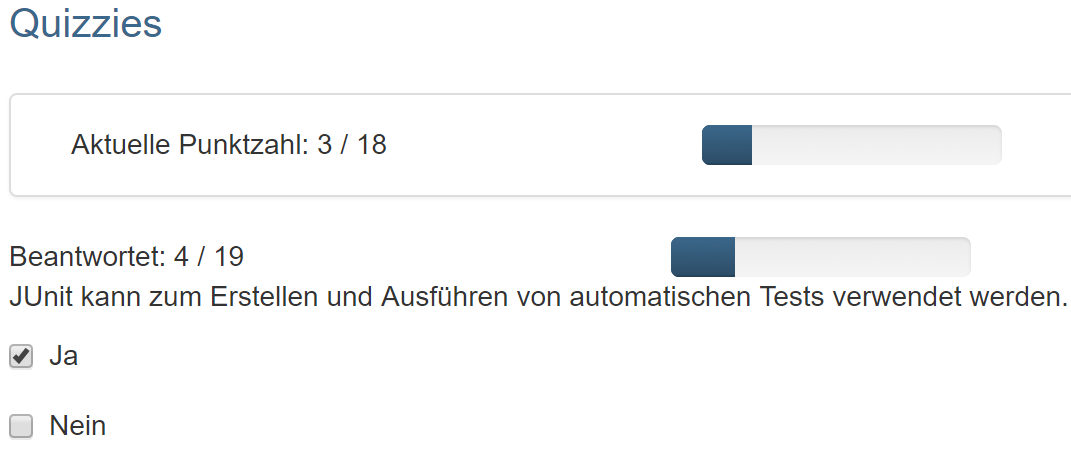 Quizzies
Aktuelle Punktzahl: 3 / 18
Beantwortet: 4 / 19
JUnit kann zum Erstellen und Ausführen von automatischen Tests verwendet werden.
Ja
Nein